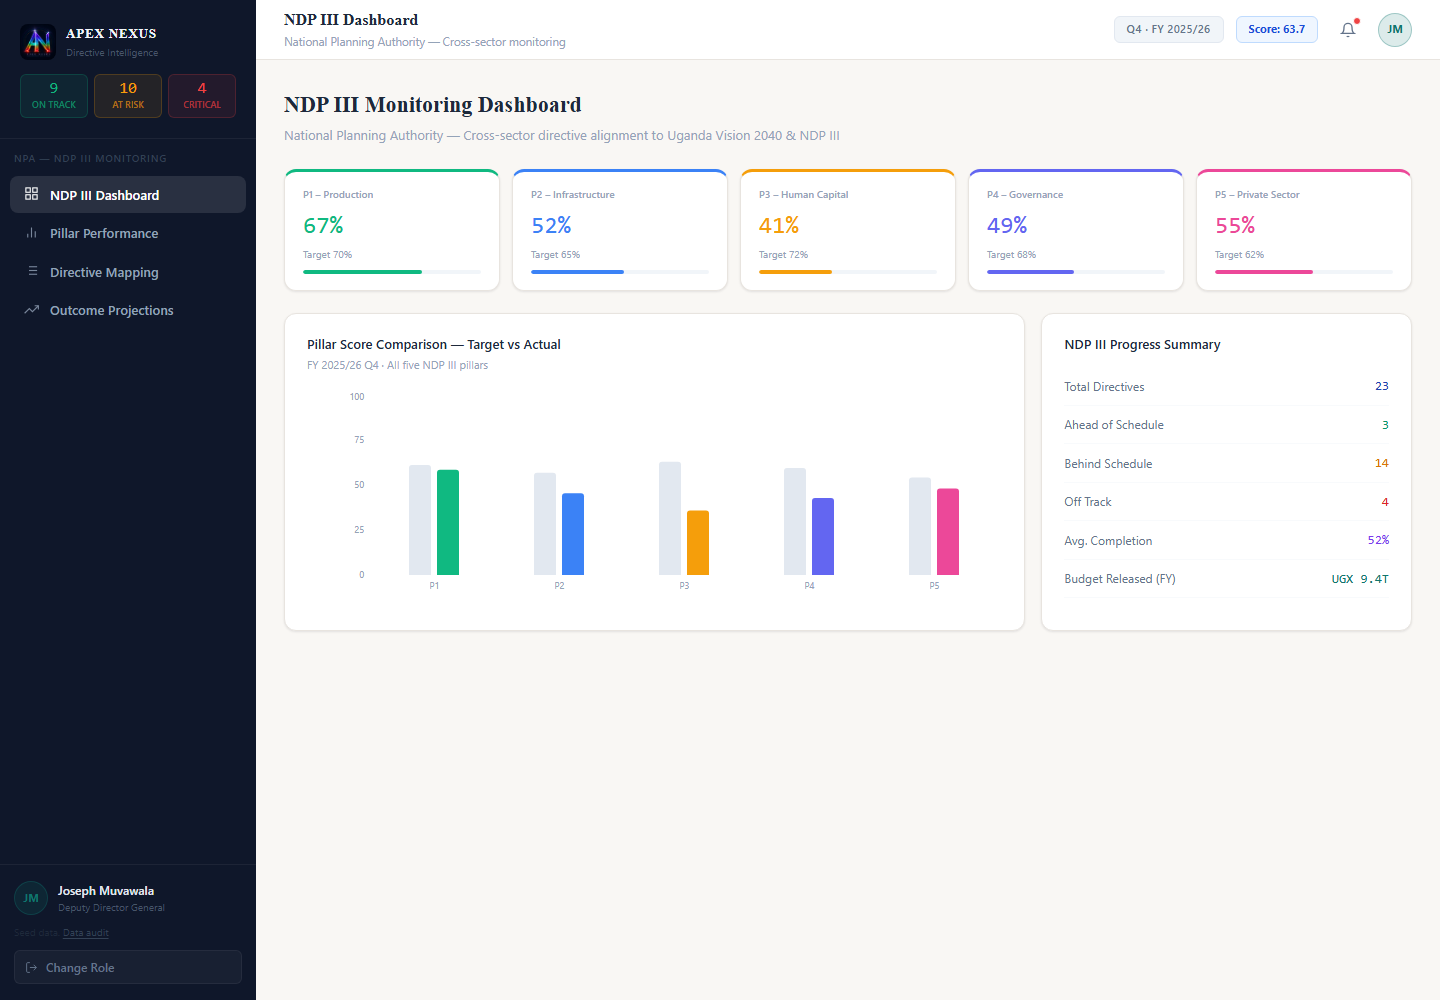 APEX NEXUS
Directive Intelligence
9
ON TRACK
10
AT RISK
4
CRITICAL
NPA — NDP III MONITORING
NDP III Dashboard
Pillar Performance
Directive Mapping
Outcome Projections
JM
Joseph Muvawala
Deputy Director General
Seed data. Data audit
Change Role
NDP III Dashboard
National Planning Authority — Cross-sector monitoring
Q4 · FY 2025/26
Score: 63.7
JM
NDP III Monitoring Dashboard
National Planning Authority — Cross-sector directive alignment to Uganda Vision 2040 & NDP III
P1 – Production
67%
Target 70%
P2 – Infrastructure
52%
Target 65%
P3 – Human Capital
41%
Target 72%
P4 – Governance
49%
Target 68%
P5 – Private Sector
55%
Target 62%
Pillar Score Comparison — Target vs Actual
FY 2025/26 Q4 · All five NDP III pillars
100
75
50
25
0
P1
P2
P3
P4
P5
NDP III Progress Summary
Total Directives 23
Ahead of Schedule 3
Behind Schedule 14
Off Track 4
Avg. Completion 52%
Budget Released (FY) UGX 9.4T